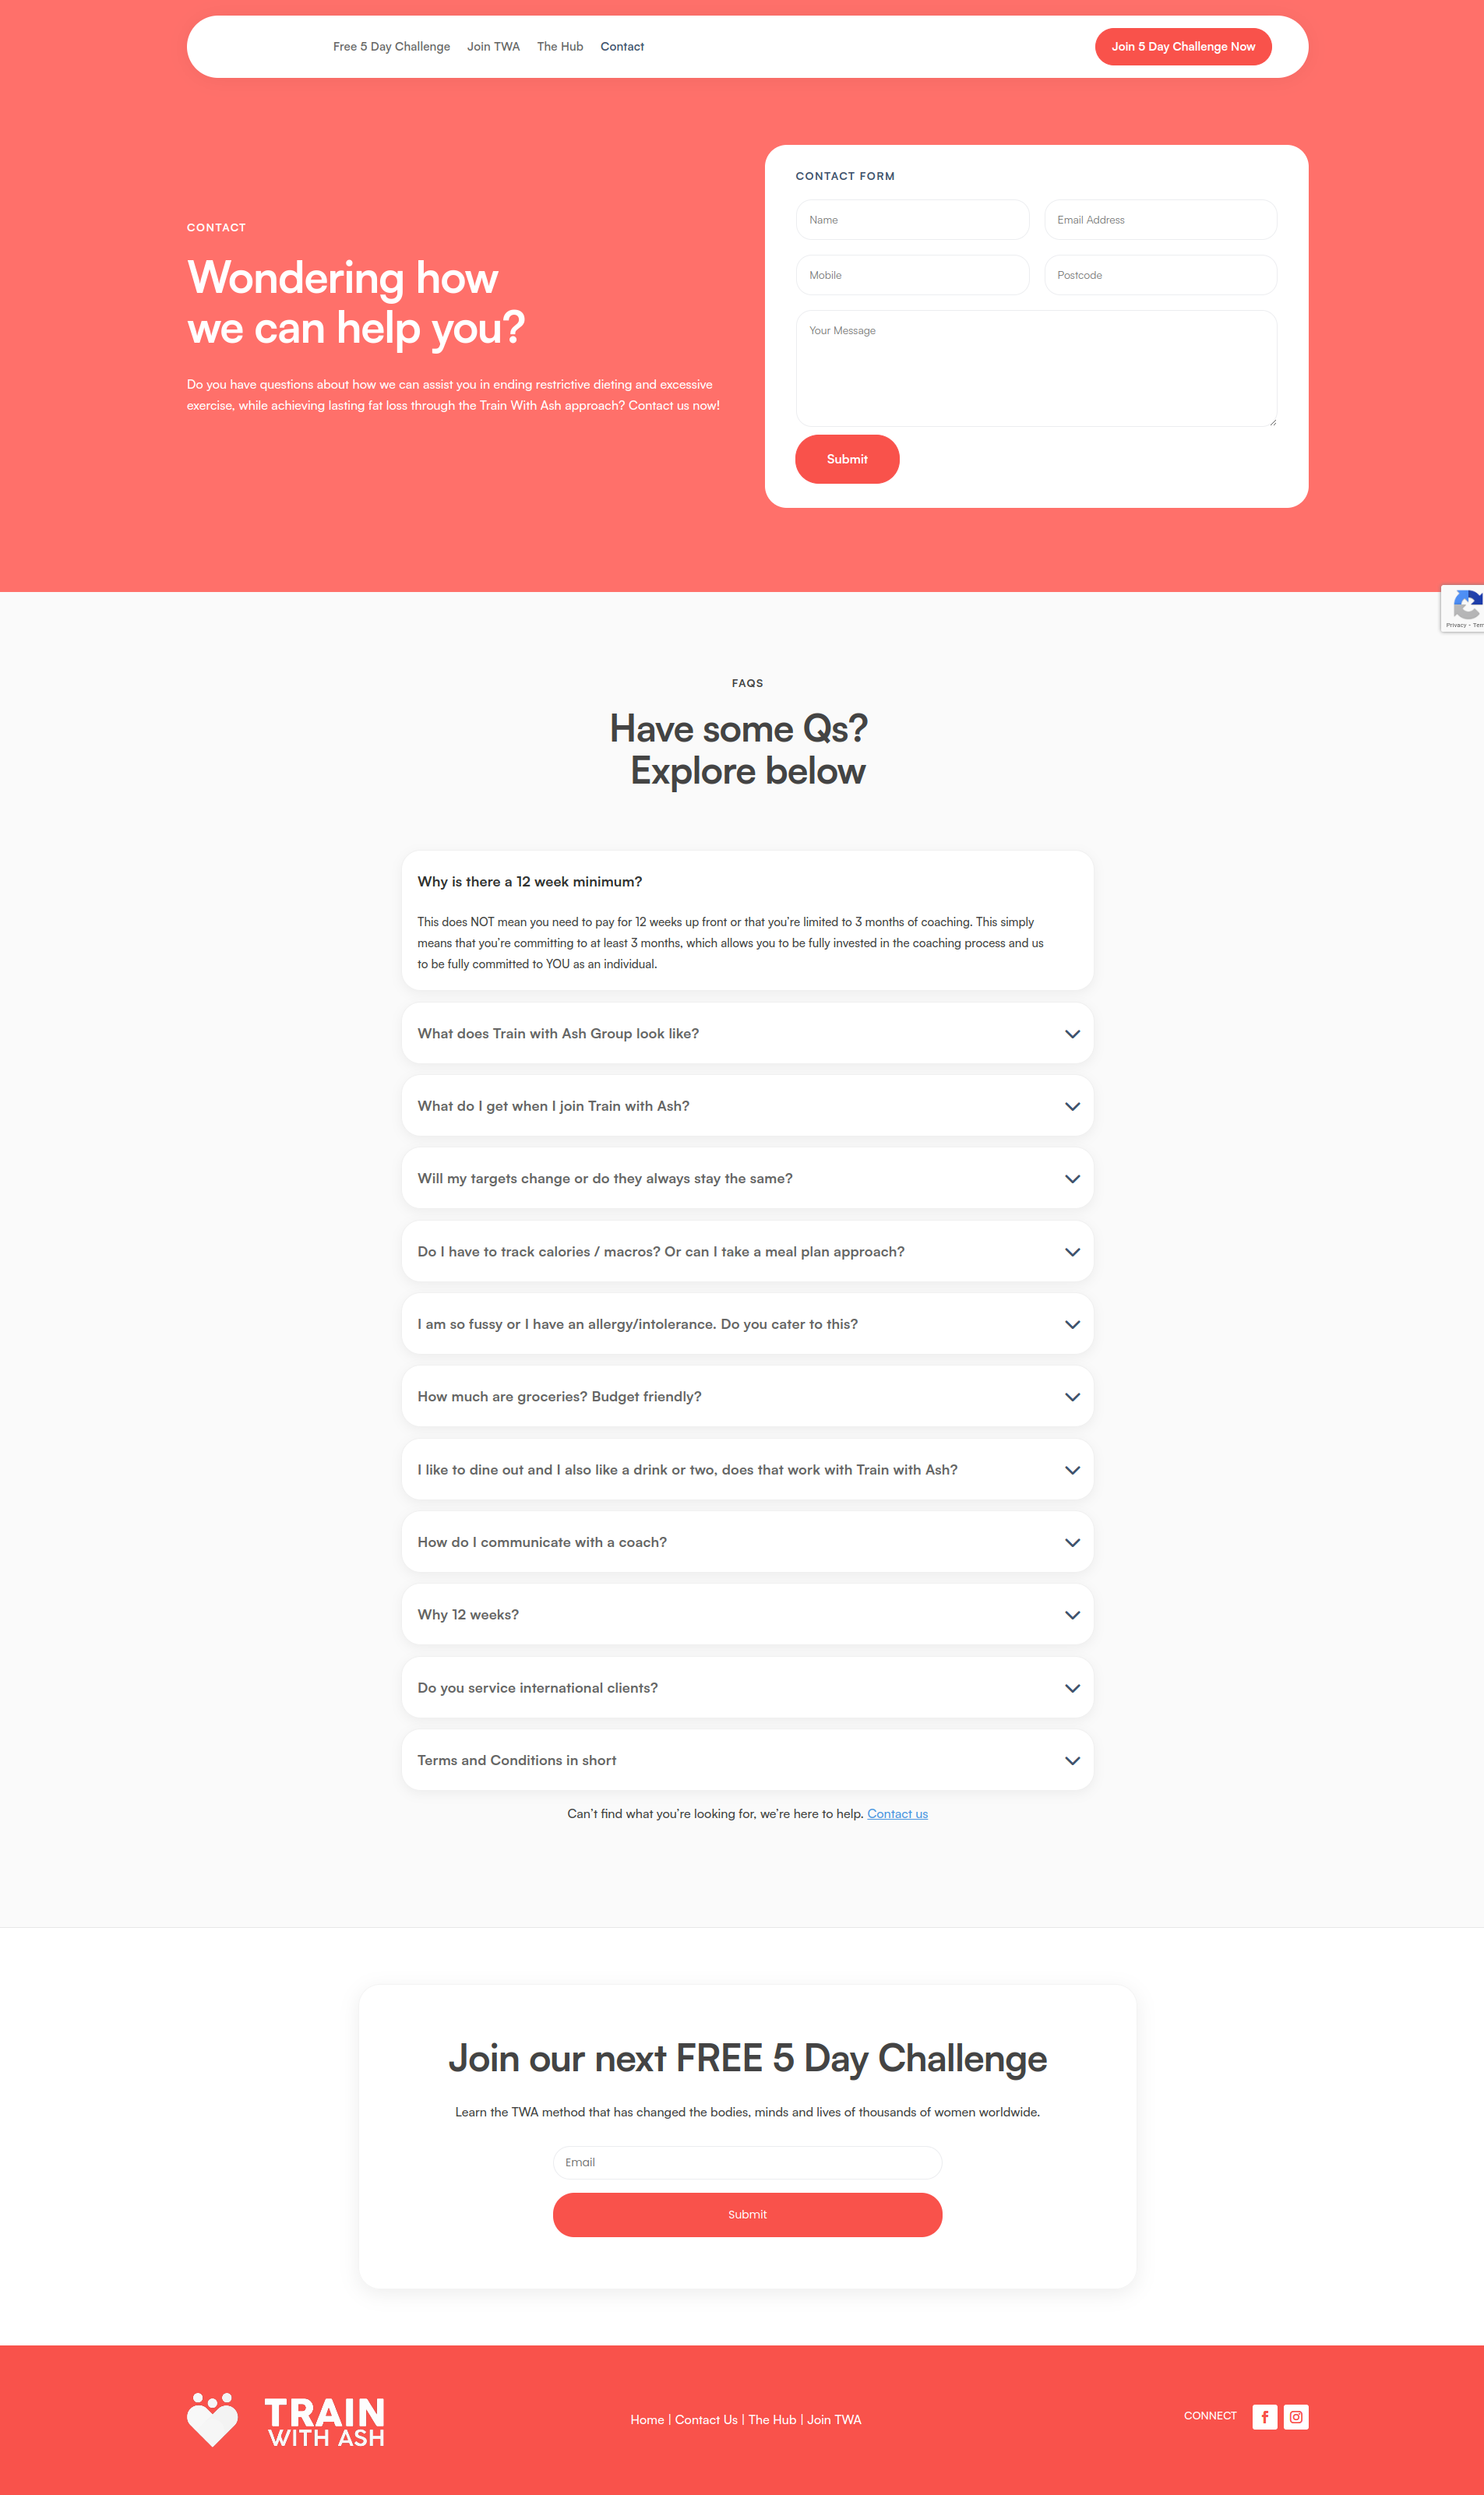 Free 5 Day Challenge
Join TWA
The Hub
Contact
Join 5 Day Challenge Now
CONTACT
Wondering how
we can help you?
Do you have questions about how we can assist you in ending restrictive dieting and excessive
exercise, while achieving lasting fat loss through the Train With Ash approach? Contact us now!
CONTACT FORM
Name
Email Address
Mobile
Postcode
Your Message
Submit
Privacy -
FAQS
Have some Qs?
Explore below
Why is there a 12 week minimum?
This does NOT mean you need to pay for 12 weeks up front or that you're limited to 3 months of coaching. This simply
means that you're committing to at least 3 months, which allows you to be fully invested in the coaching process and us
to be fully committed to YOU as an individual.
What does Train with Ash Group look like?
What do I get when I join Train with Ash?
Will my targets change or do they always stay the same?
Do I have to track calories / macros? Or can I take a meal plan approach?
I am so fussy or I have an allergy/intolerance. Do you cater to this?
How much are groceries? Budget friendly?
I like to dine out and I also like a drink or two, does that work with Train with Ash?
How do I communicate with a coach?
Why 12 weeks?
Do you service international clients?
Terms and Conditions in short
Can't find what you're looking for, we're here to help. Contact us
Join our next FREE 5 Day Challenge
Learn the TWA method that has changed the bodies, minds and lives of thousands of women worldwide.
Email
Submit
TRAIN
WITH ASH
Home | Contact Us | The Hub | Join TWA
CONNECT